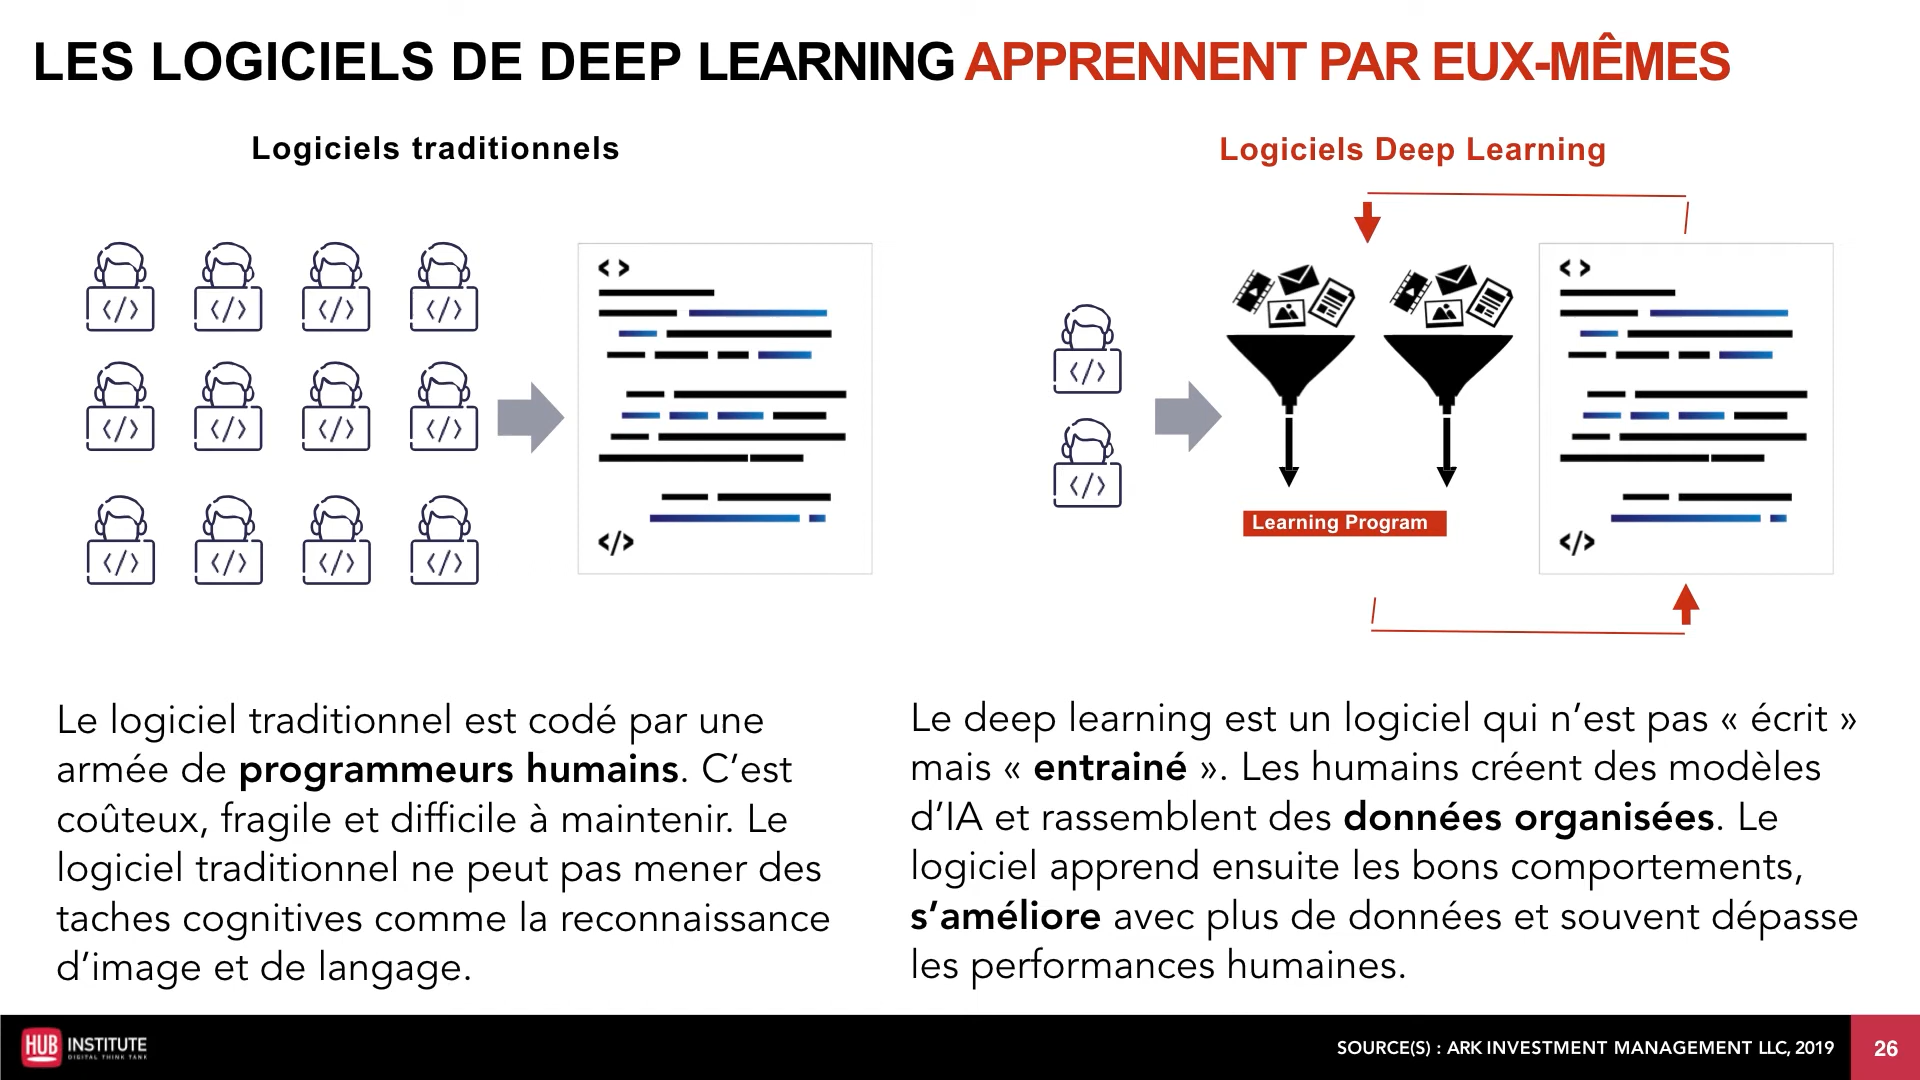 LES LOGICIELS DE DEEP LEARNING APPRENNENT PAR EUX-MÊMES
Logiciels traditionnels
Logiciels Deep Learning
Learning Program
Le logiciel traditionnel est codé par une
armée de programmeurs humains. C’est
coûteux, fragile et difficile à maintenir. Le
logiciel traditionnel ne peut pas mener des
taches cognitives comme la reconnaissance
d’image et de langage.
Le deep learning est un logiciel qui n’est pas « écrit »
mais « entrainé ». Les humains créent des modèles
d’IA et rassemblent des données organisées. Le
logiciel apprend ensuite les bons comportements,
s’améliore avec plus de données et souvent dépasse
les performances humaines.
HUB INSTITUTE
DIGITAL THINK TANK
SOURCE(S) : ARK INVESTMENT MANAGEMENT LLC, 2019
26